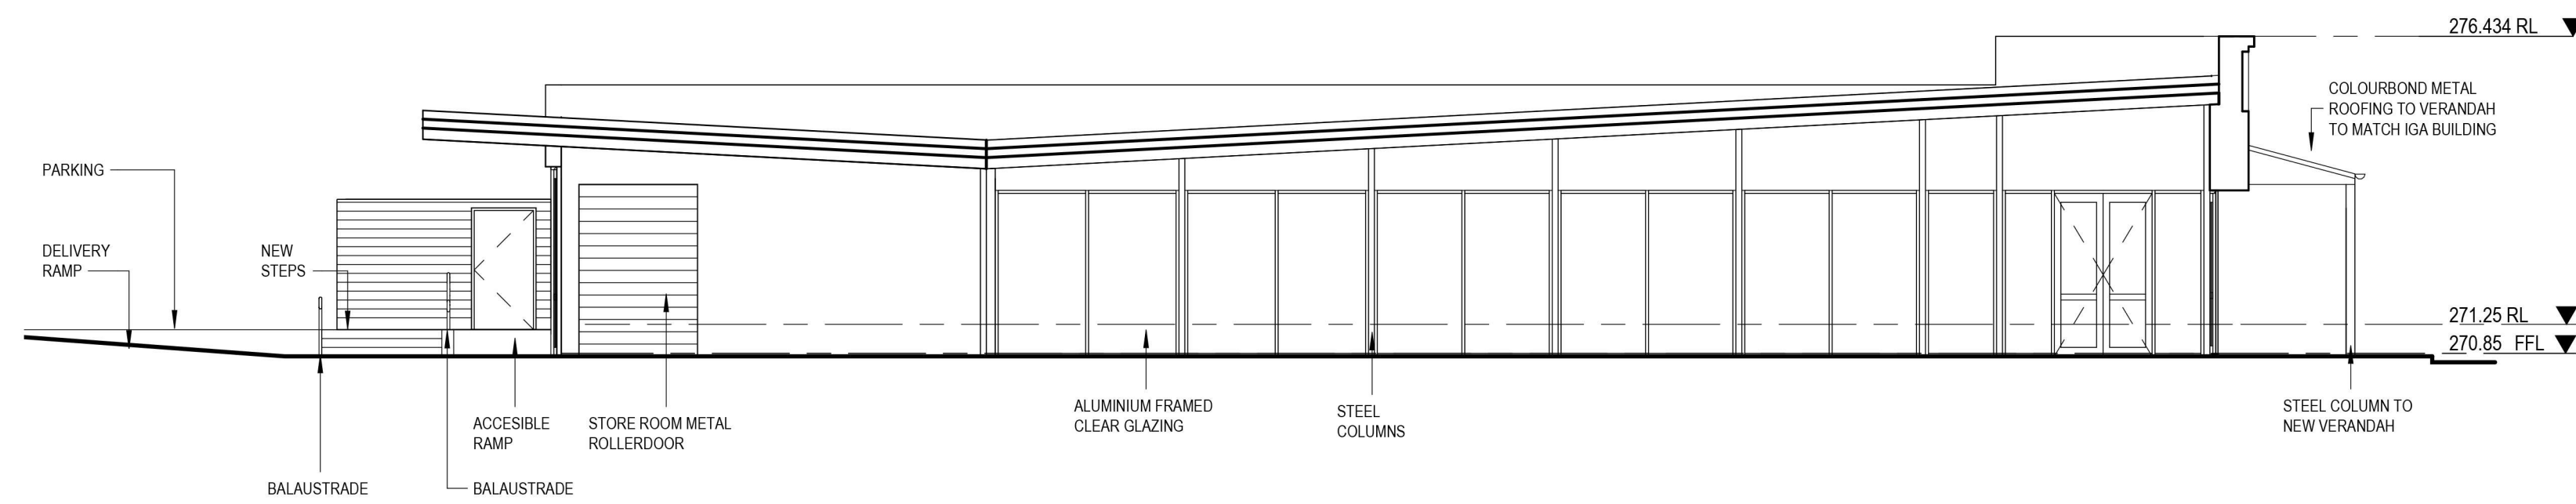 276.434 RL
COLOURBOND METAL
ROOFING TO VERANDAH
TO MATCH IGA BUILDING
PARKING
DELIVERY
RAMP
NEW
STEPS
271.25 RL
270.85 FFL
ACCESIBLE
RAMP
STORE ROOM METAL
ROLLERDOOR
ALUMINIUM FRAMED
CLEAR GLAZING
STEEL
COLUMNS
STEEL COLUMN TO
NEW VERANDAH
BALAUSTRADE
BALAUSTRADE